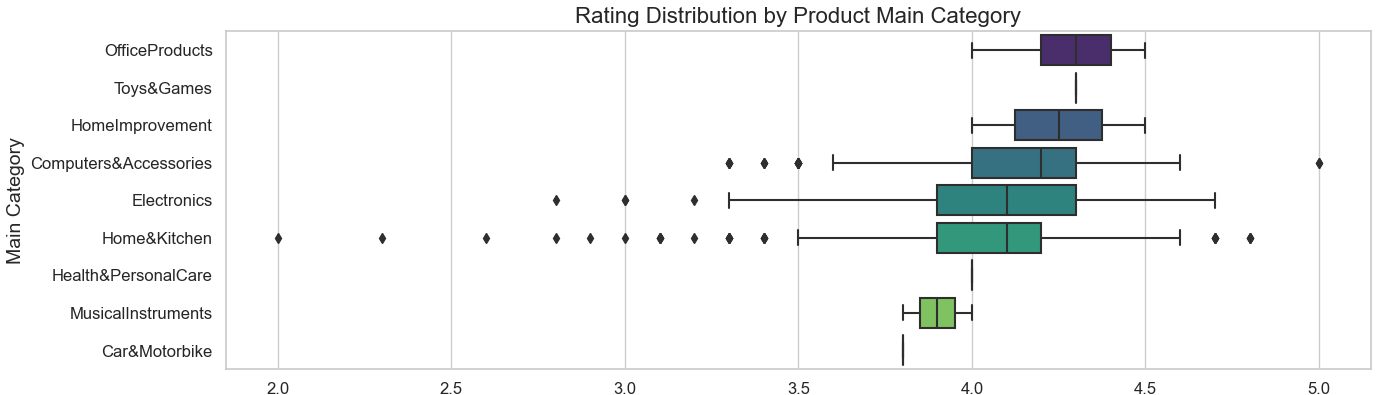 Rating Distribution by Product Main Category
Main Category
OfficeProducts
Toys&Games
HomeImprovement
Computers&Accessories
Electronics
Home&Kitchen
Health&PersonalCare
MusicalInstruments
Car&Motorbike
2.0 2.5 3.0 3.5 4.0 4.5 5.0